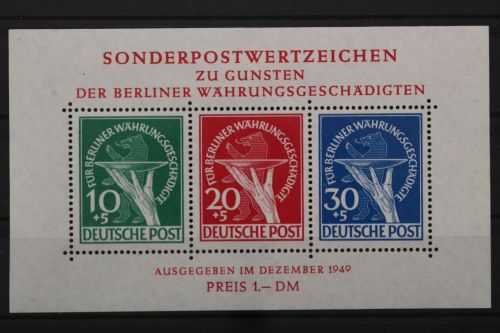 SONDERPOSTWERTZEICHEN
ZU GUNSTEN
DER BERLINER WÄHRUNGSGESCHÄDIGTEN
FÜR BERLINER WÄHRUNGSGESCHÄDIGTE
10
+5
DEUTSCHE POST
FÜR BERLINER WÄHRUNGSGESCHÄDIGTE
20
+5
DEUTSCHE POST
FÜR BERLINER WÄHRUNGSGESCHÄDIGTE
30
+5
DEUTSCHE POST
AUSGEGEBEN IM DEZEMBER 1949
PREIS 1.— DM